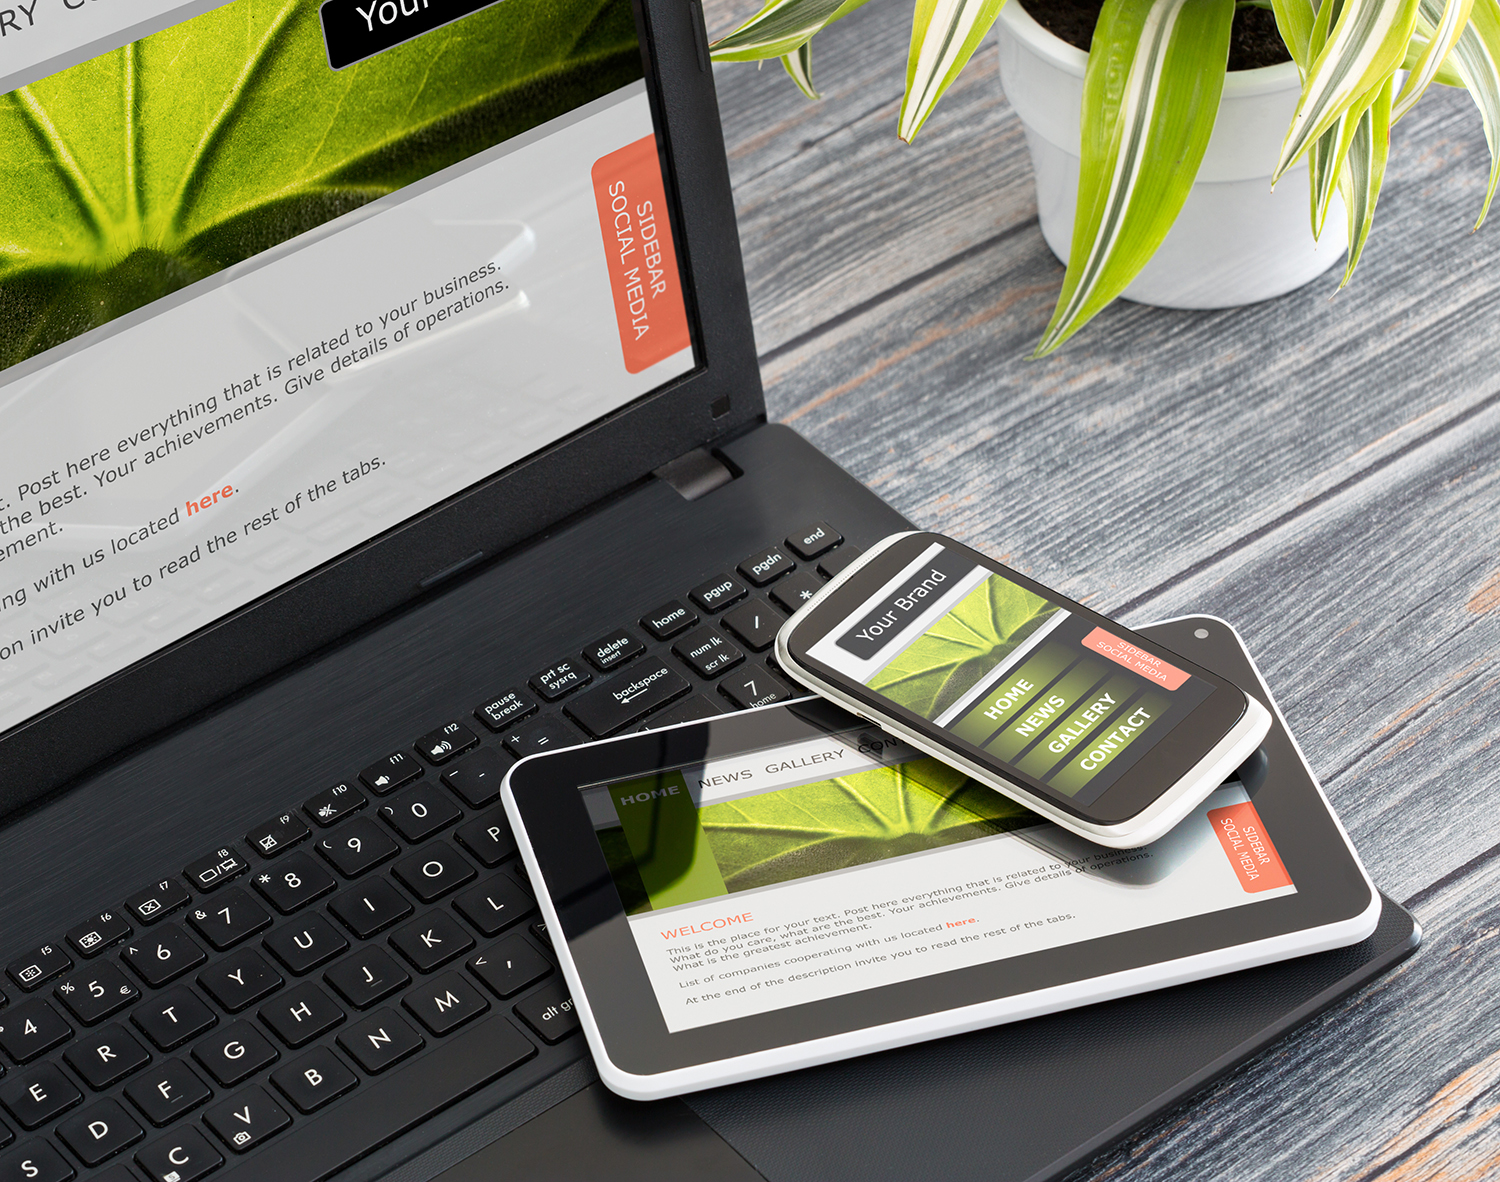 RY
Your
SIDEBAR
SOCIAL MEDIA
Post here everything that is related to your business.
the best. Your achievements. Give details of operations.
ement.
ng with us located here.
on invite you to read the rest of the tabs.
Your Brand
SIDEBAR
SOCIAL MEDIA
HOME
NEWS
GALLERY
CONTACT
HOME NEWS GALLERY CON
SIDEBAR
SOCIAL MEDIA
WELCOME
This is the place for your text. Post here everything that is related to your business.
What do you care, what are the best. Your achievements. Give details of operations.
What is the greatest achievement.
List of companies cooperating with us located here.
At the end of the description invite you to read the rest of the tabs.
f5 f6 f7 f8 f9 f10 f11 f12
pause break
prt sc sysrq
delete insert
home
pgup
pgdn
end
backspace
num lk scr lk
/
*
7 home
4 % 5 € ^ 6 & 7 * 8 ( 9 ) 0 - + =
E R T Y U I O P
S D F G H J K L
C V B N M < ,
alt gr